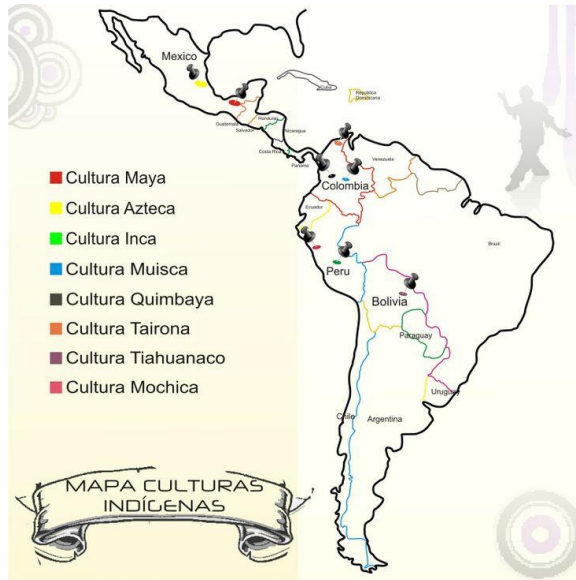 Mexico
Cuba
Republica
Dominicana
Guatemala
Honduras
Salvador
Nicaragua
Costa Rica
Panama
Venezuela
Colombia
Ecuador
Brazil
Peru
Bolivia
Paraguay
Uruguay
Chile
Argentina
Cultura Maya
Cultura Azteca
Cultura Inca
Cultura Muisca
Cultura Quimbaya
Cultura Tairona
Cultura Tiahuanaco
Cultura Mochica
MAPA CULTURAS
INDÍGENAS